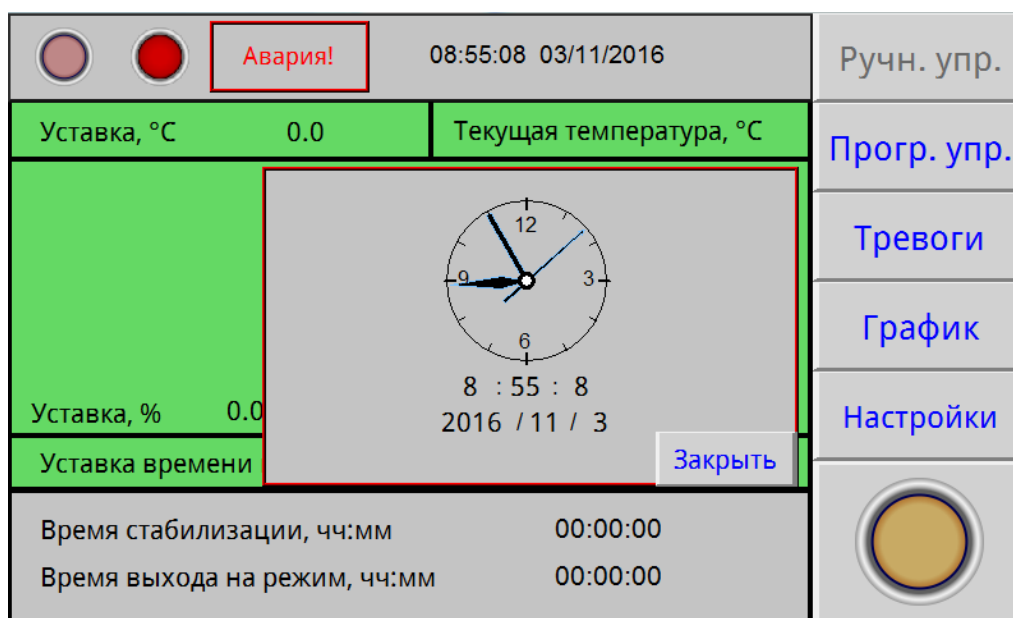 Авария!
08:55:08 03/11/2016
Ручн. упр.
Уставка, °C 0.0
Текущая температура, °C
Прогр. упр.
Тревоги
График
Настройки
12
9
3
6
8 : 55 : 8
2016 / 11 / 3
Закрыть
Уставка, % 0.0
Уставка времени
Время стабилизации, чч:мм 00:00:00
Время выхода на режим, чч:мм 00:00:00